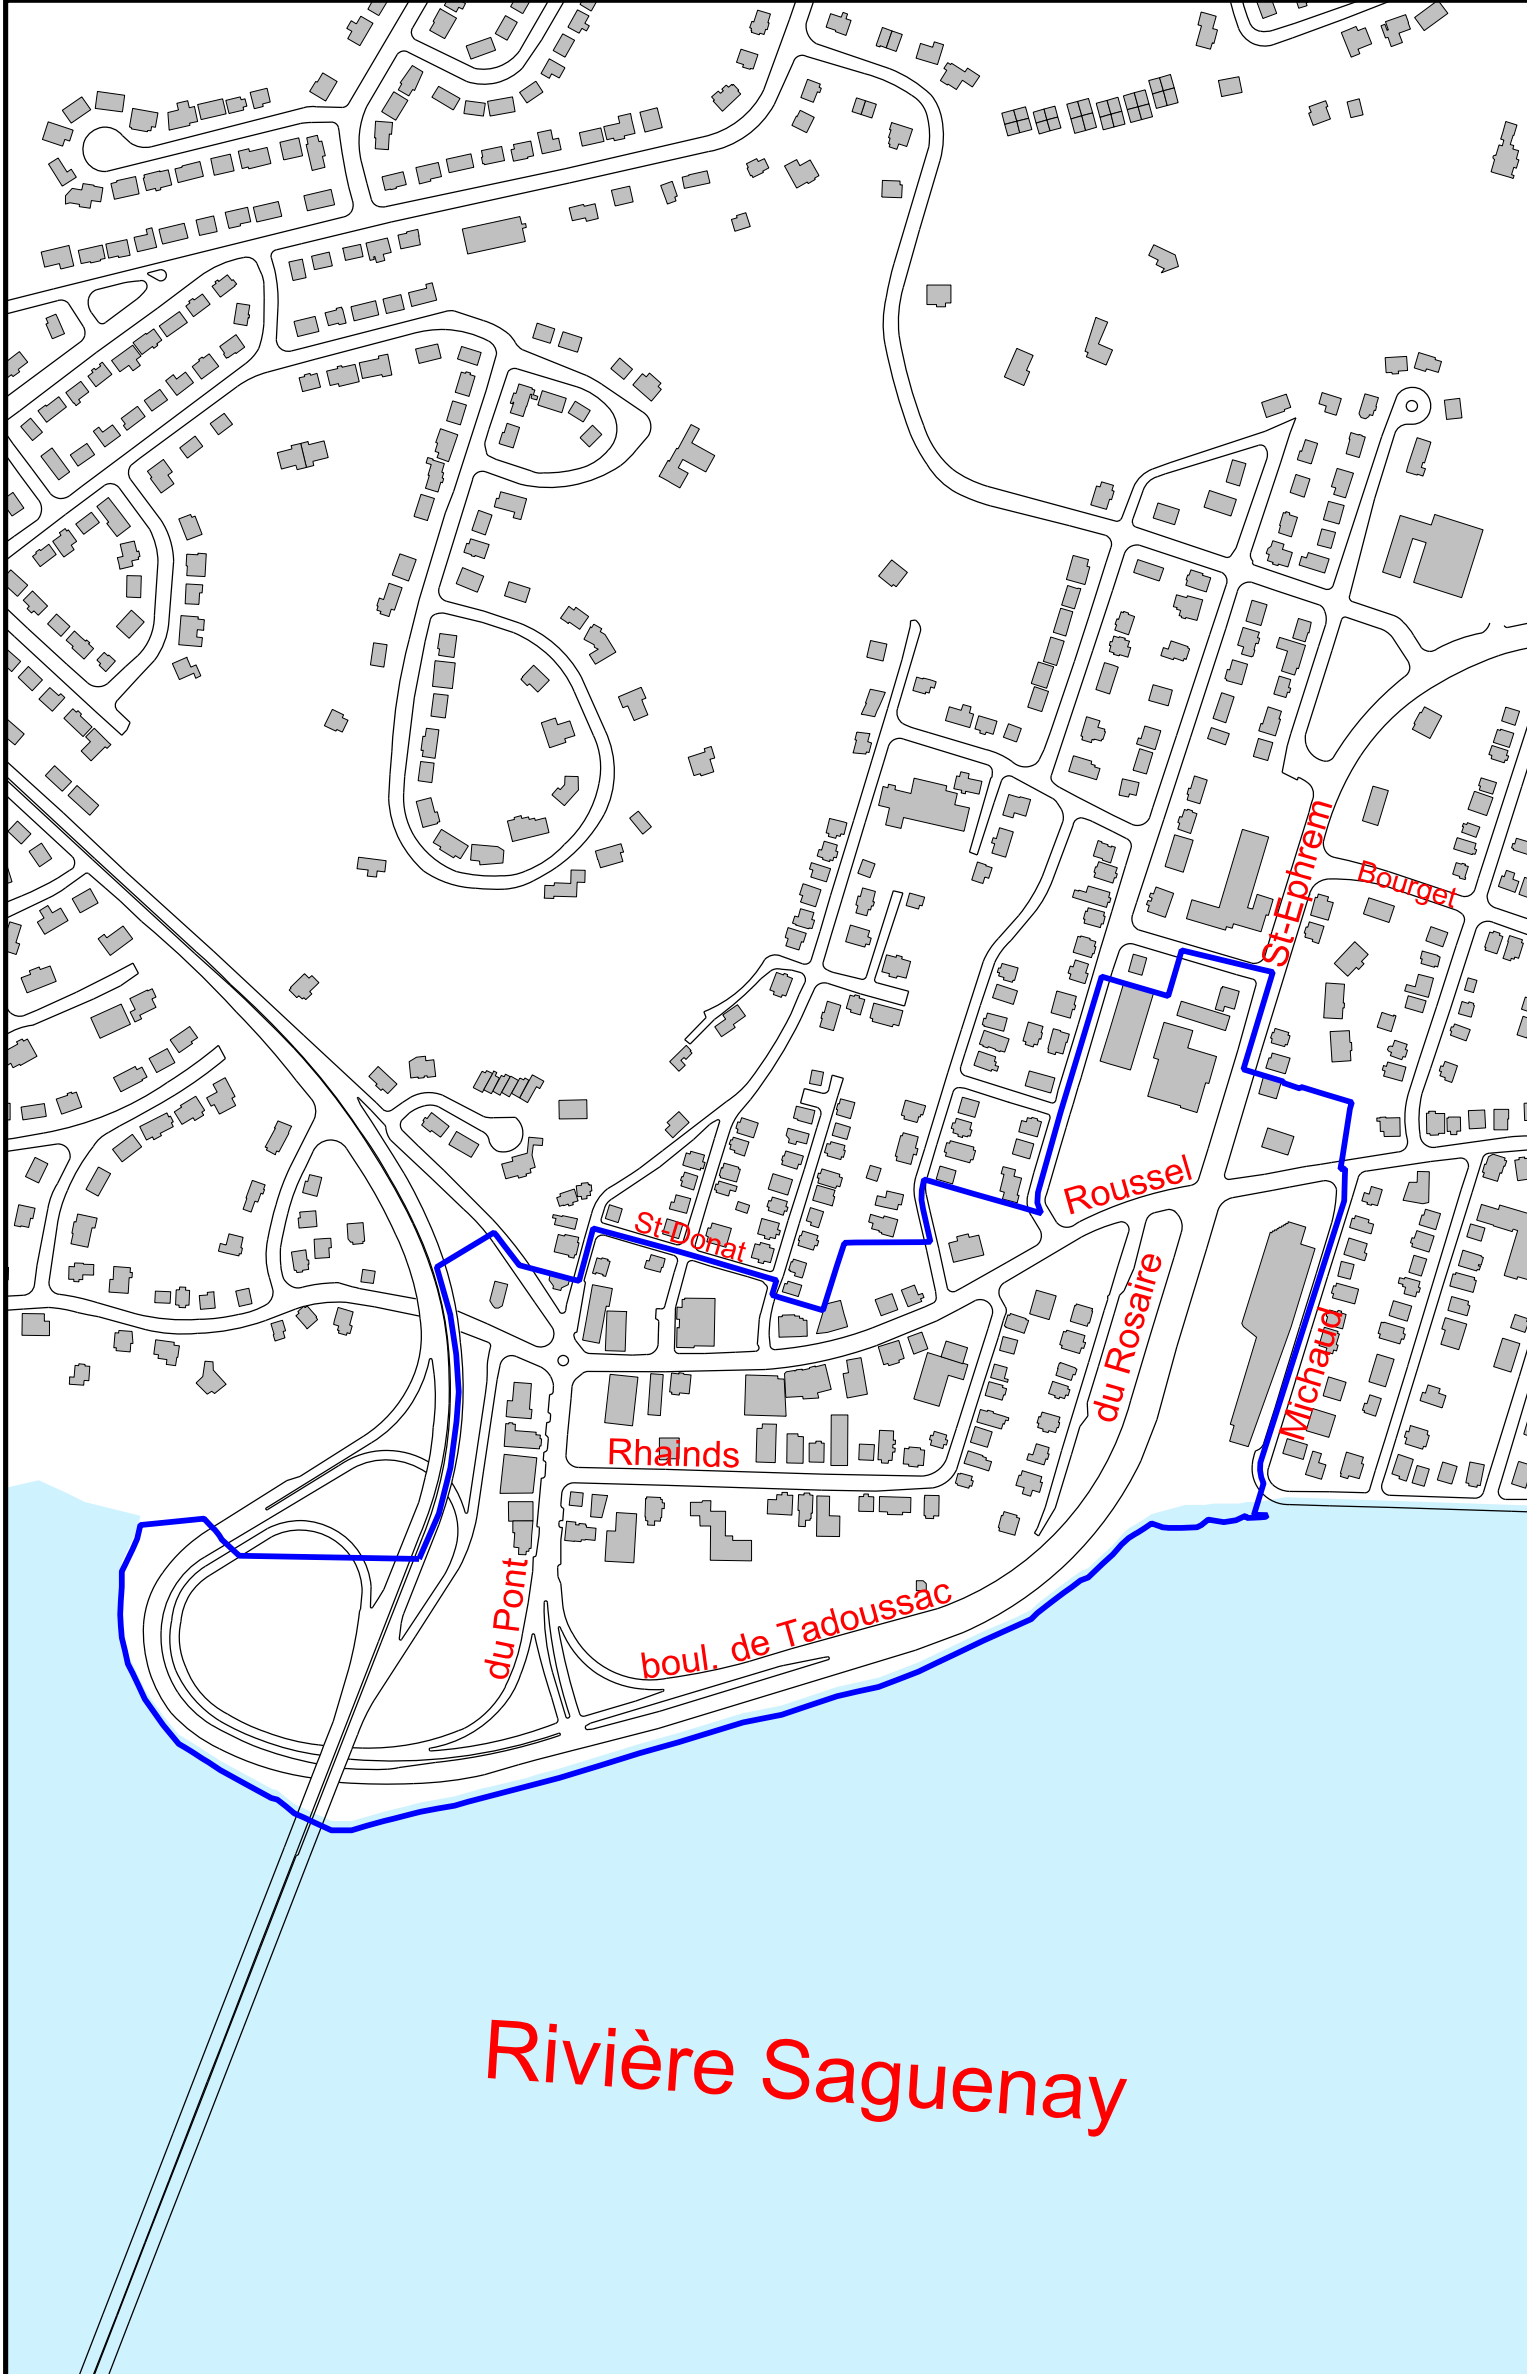 St-Ephrem
Bourget
Roussel
St-Donat
du Rosaire
Michaud
Rhainds
du Pont
boul. de Tadoussac
Rivière Saguenay